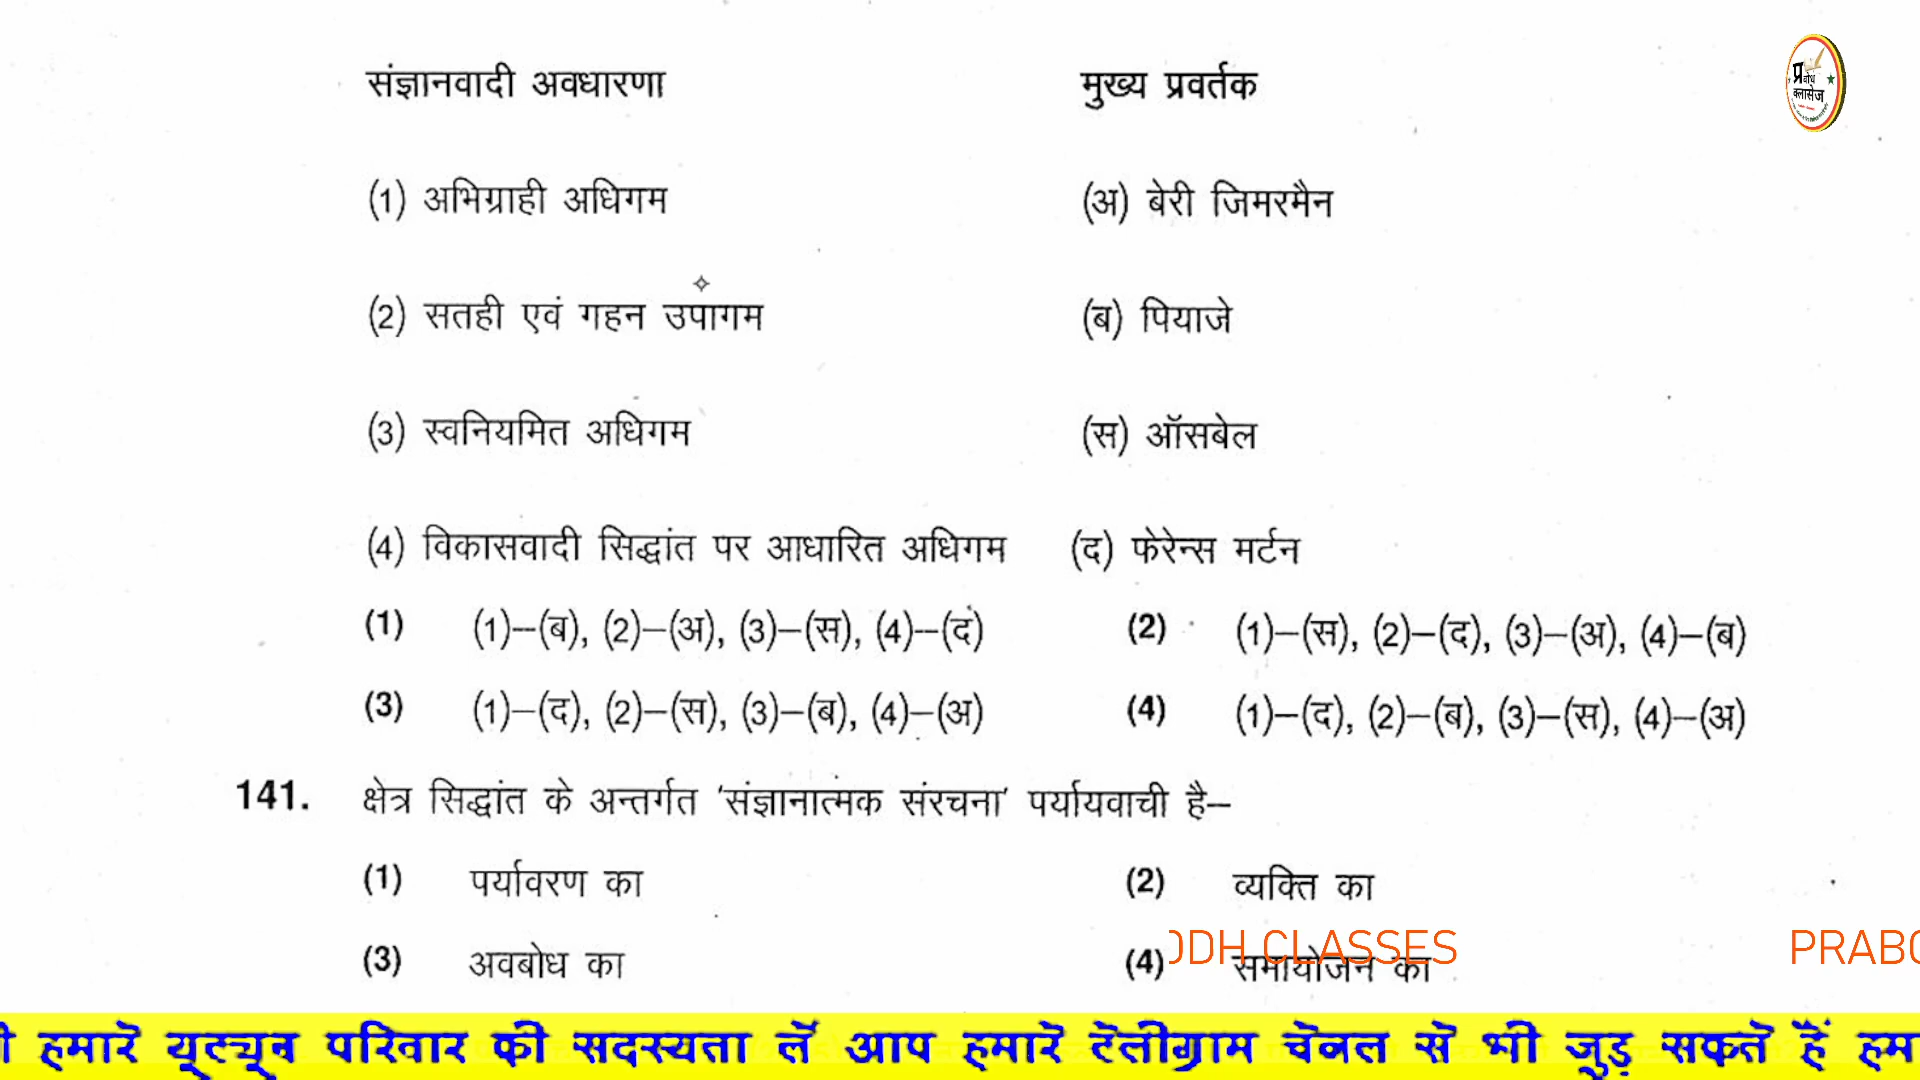 संज्ञानवादी अवधारणा मुख्य प्रवर्तक
प्रबोध
क्लासेज
(1) अभिग्राही अधिगम (अ) बेरी जिमरमैन
(2) सतही एवं गहन उपागम (ब) पियाजे
(3) स्वनियमित अधिगम (स) ऑसबेल
(4) विकासवादी सिद्धांत पर आधारित अधिगम (द) फेरेन्स मर्टन
(1) (1)–(ब), (2)–(अ), (3)–(स), (4)–(द) (2) (1)–(स), (2)–(द), (3)–(अ), (4)–(ब)
(3) (1)–(द), (2)–(स), (3)–(ब), (4)–(अ) (4) (1)–(द), (2)–(ब), (3)–(स), (4)–(अ)
141. क्षेत्र सिद्धांत के अन्तर्गत 'संज्ञानात्मक संरचना' पर्यायवाची है–
(1) पर्यावरण का (2) व्यक्ति का
(3) अवबोध का (4) समायोजन का
DDH CLASSES PRABO
ी हमारे यूट्यूब परिवार की सदस्यता लें आप हमारे टेलीग्राम चैनल से भी जुड़ सकते हैं हम